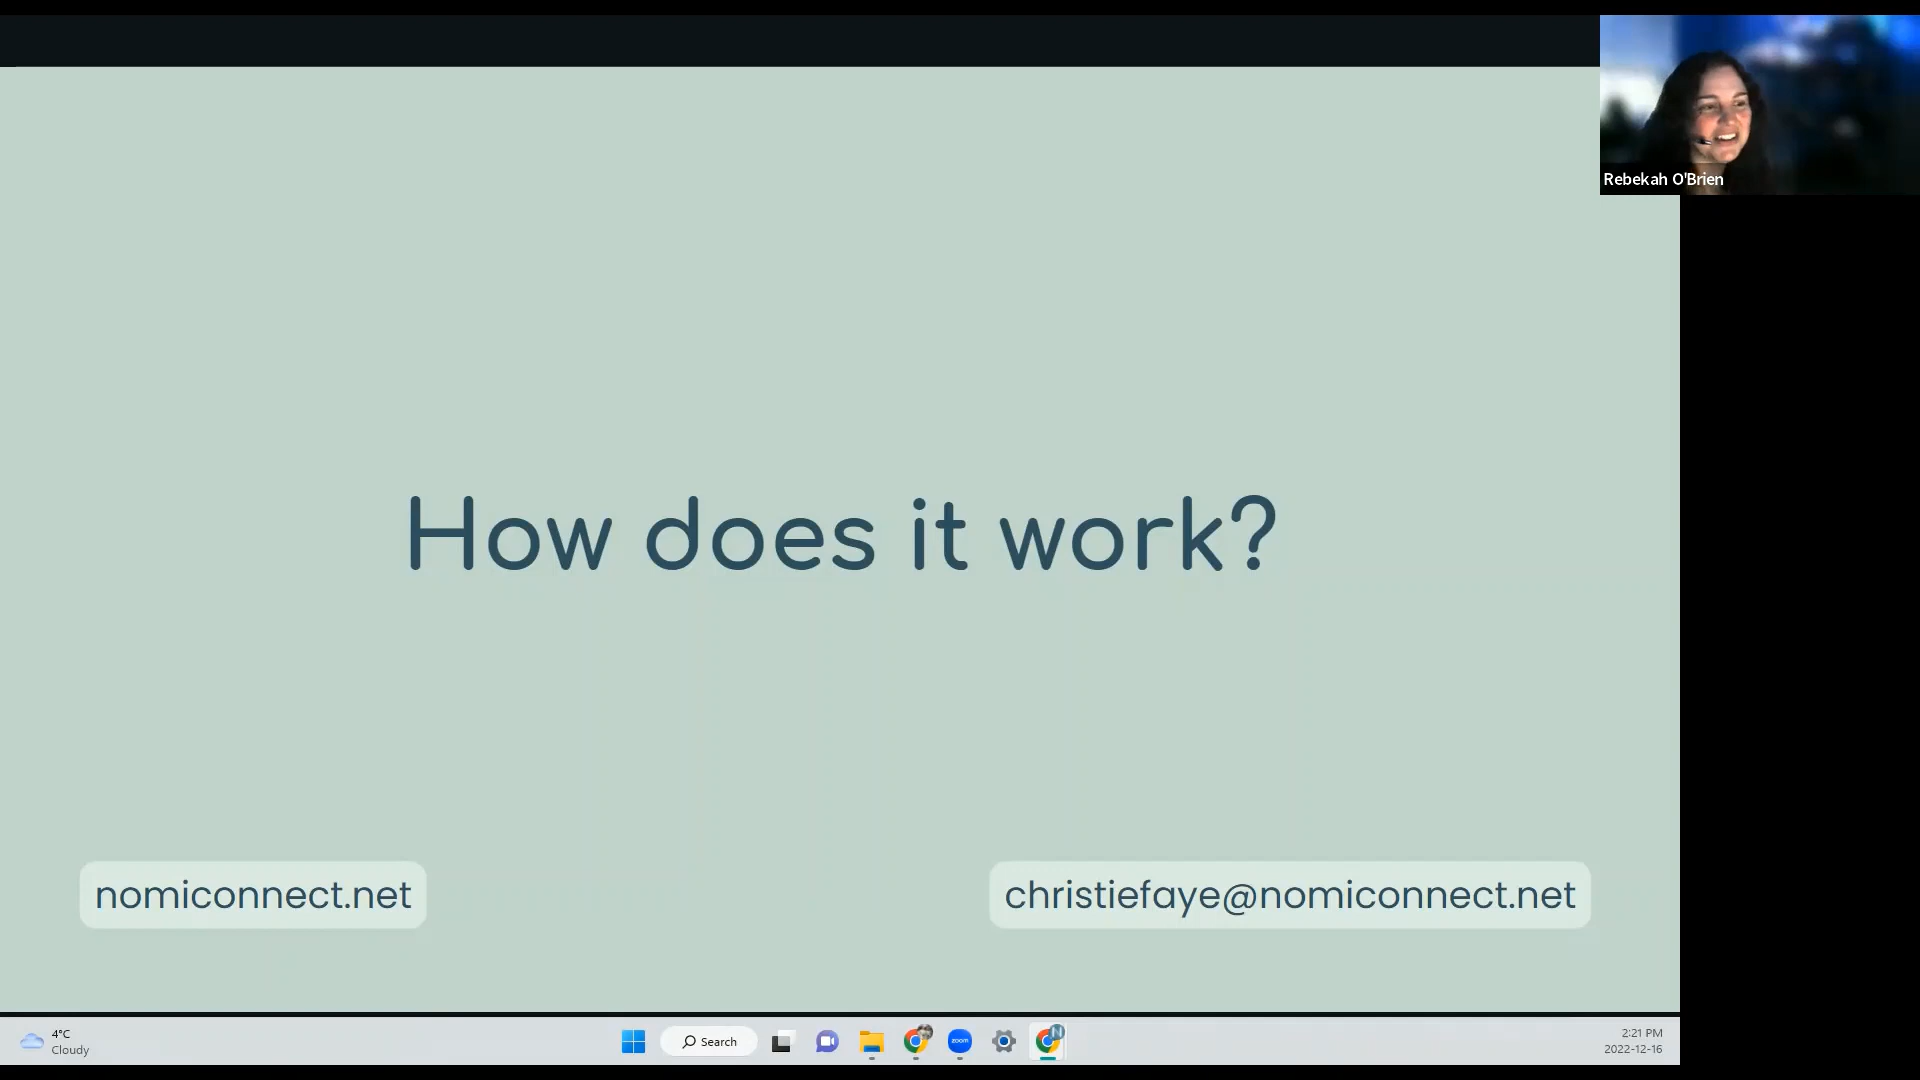 Rebekah O'Brien
How does it work?
nomiconnect.net
christiefaye@nomiconnect.net
4°C
Cloudy
Search
zoom
N
2:21 PM
2022-12-16